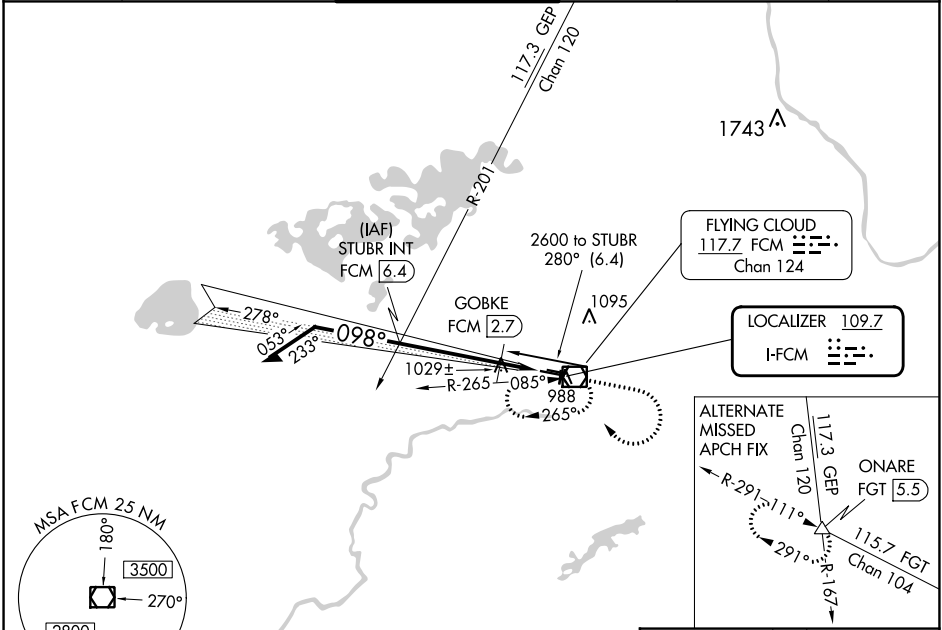 117.3 GEP
Chan 120
1743
R-201
(IAF)
STUBR INT
FCM 6.4
2600 to STUBR
280° (6.4)
FLYING CLOUD
117.7 FCM
Chan 124
GOBKE
FCM 2.7
1095
278°
098°
053°
233°
LOCALIZER 109.7
I-FCM
1029±
R-265
085°
988
265°
ALTERNATE
MISSED
APCH FIX
117.3 GEP
Chan 120
ONARE
FGT 5.5
R-291
111°
291°
R-167
115.7 FGT
Chan 104
MSA FCM 25 NM
180°
3500
270°